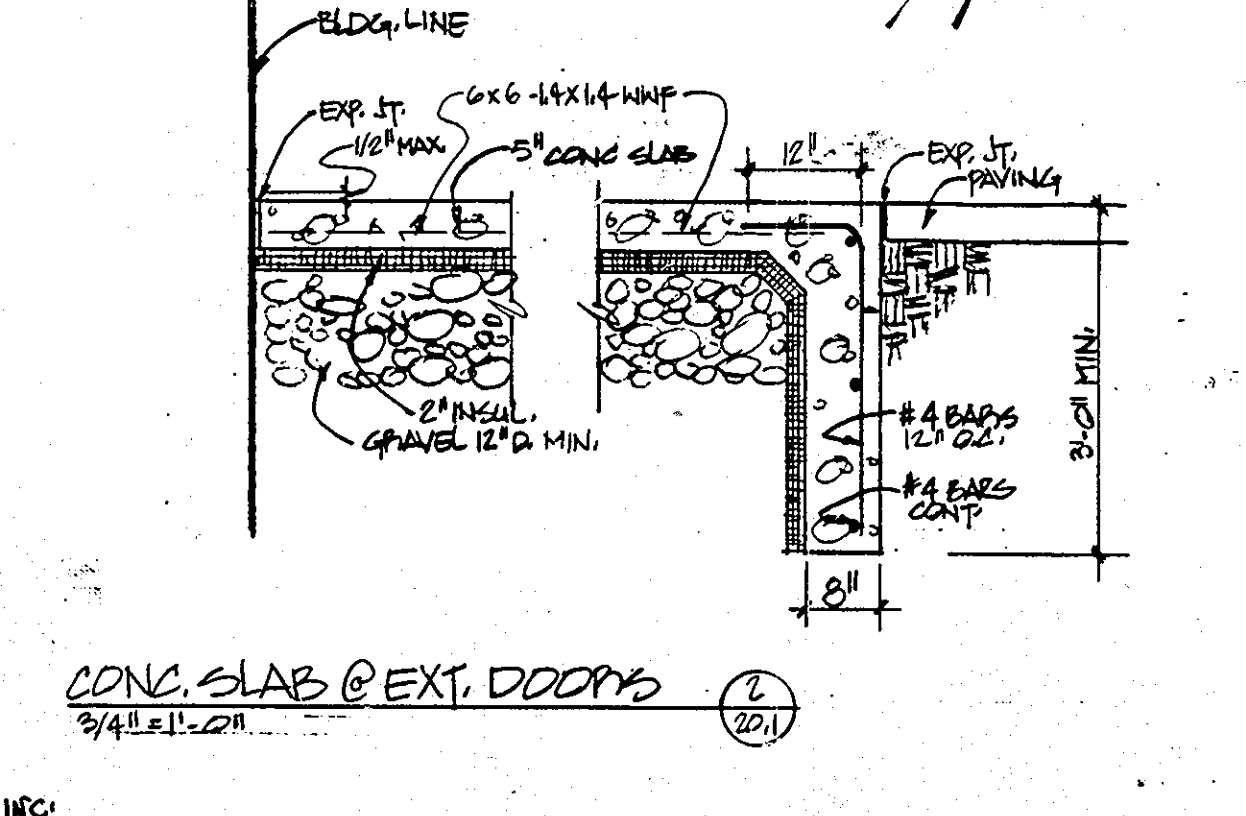 BLDG. LINE
EXP. JT.
1/2" MAX.
6x6 -1.4x1.4 WWF
5" CONC SLAB
12"
EXP. JT.
PAVING
3'-0" MIN.
2" INSUL.
GRAVEL 12" D. MIN.
#4 BARS
12" O.C.
#4 BARS
CONT.
8"
CONC. SLAB @ EXT. DOORS
3/4" = 1'-0"
2
20.1
INC.